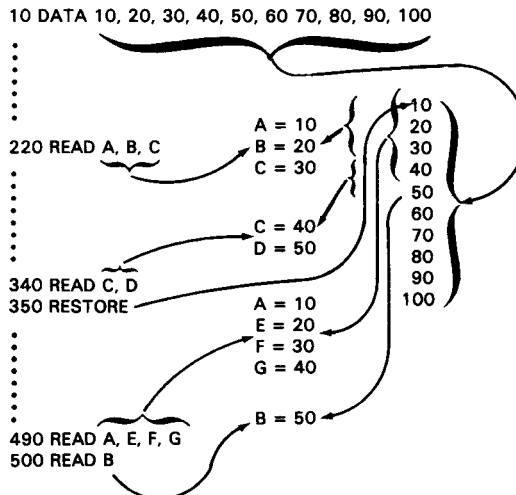 10 DATA 10, 20, 30, 40, 50, 60, 70, 80, 90, 100
10
20
30
40
50
60
70
80
90
100
220 READ A, B, C
A = 10
B = 20
C = 30
C = 40
D = 50
340 READ C, D
350 RESTORE
A = 10
E = 20
F = 30
G = 40
490 READ A, E, F, G
500 READ B
B = 50